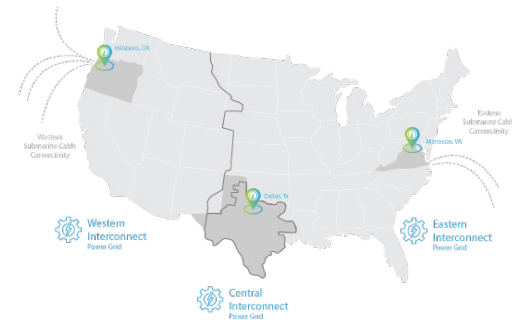 Hillsboro, OR
Western
Submarine Cable
Connectivity
Eastern
Submarine Cable
Connectivity
Manassas, VA
Dallas, Tx
Western
Interconnect
Power Grid
Eastern
Interconnect
Power Grid
Central
Interconnect
Power Grid